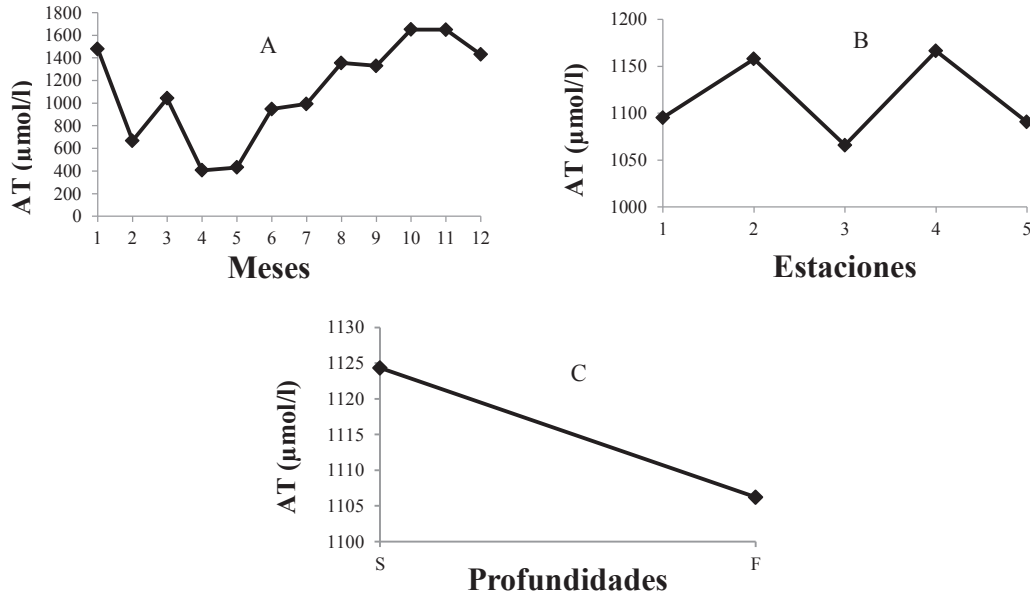 A
AT (µmol/l)
1800
1600
1400
1200
1000
800
600
400
200
0
1 2 3 4 5 6 7 8 9 10 11 12
Meses
B
AT (µmol/l)
1200
1150
1100
1050
1000
1 2 3 4 5
Estaciones
C
AT (µmol/l)
1130
1125
1120
1115
1110
1105
1100
S F
Profundidades